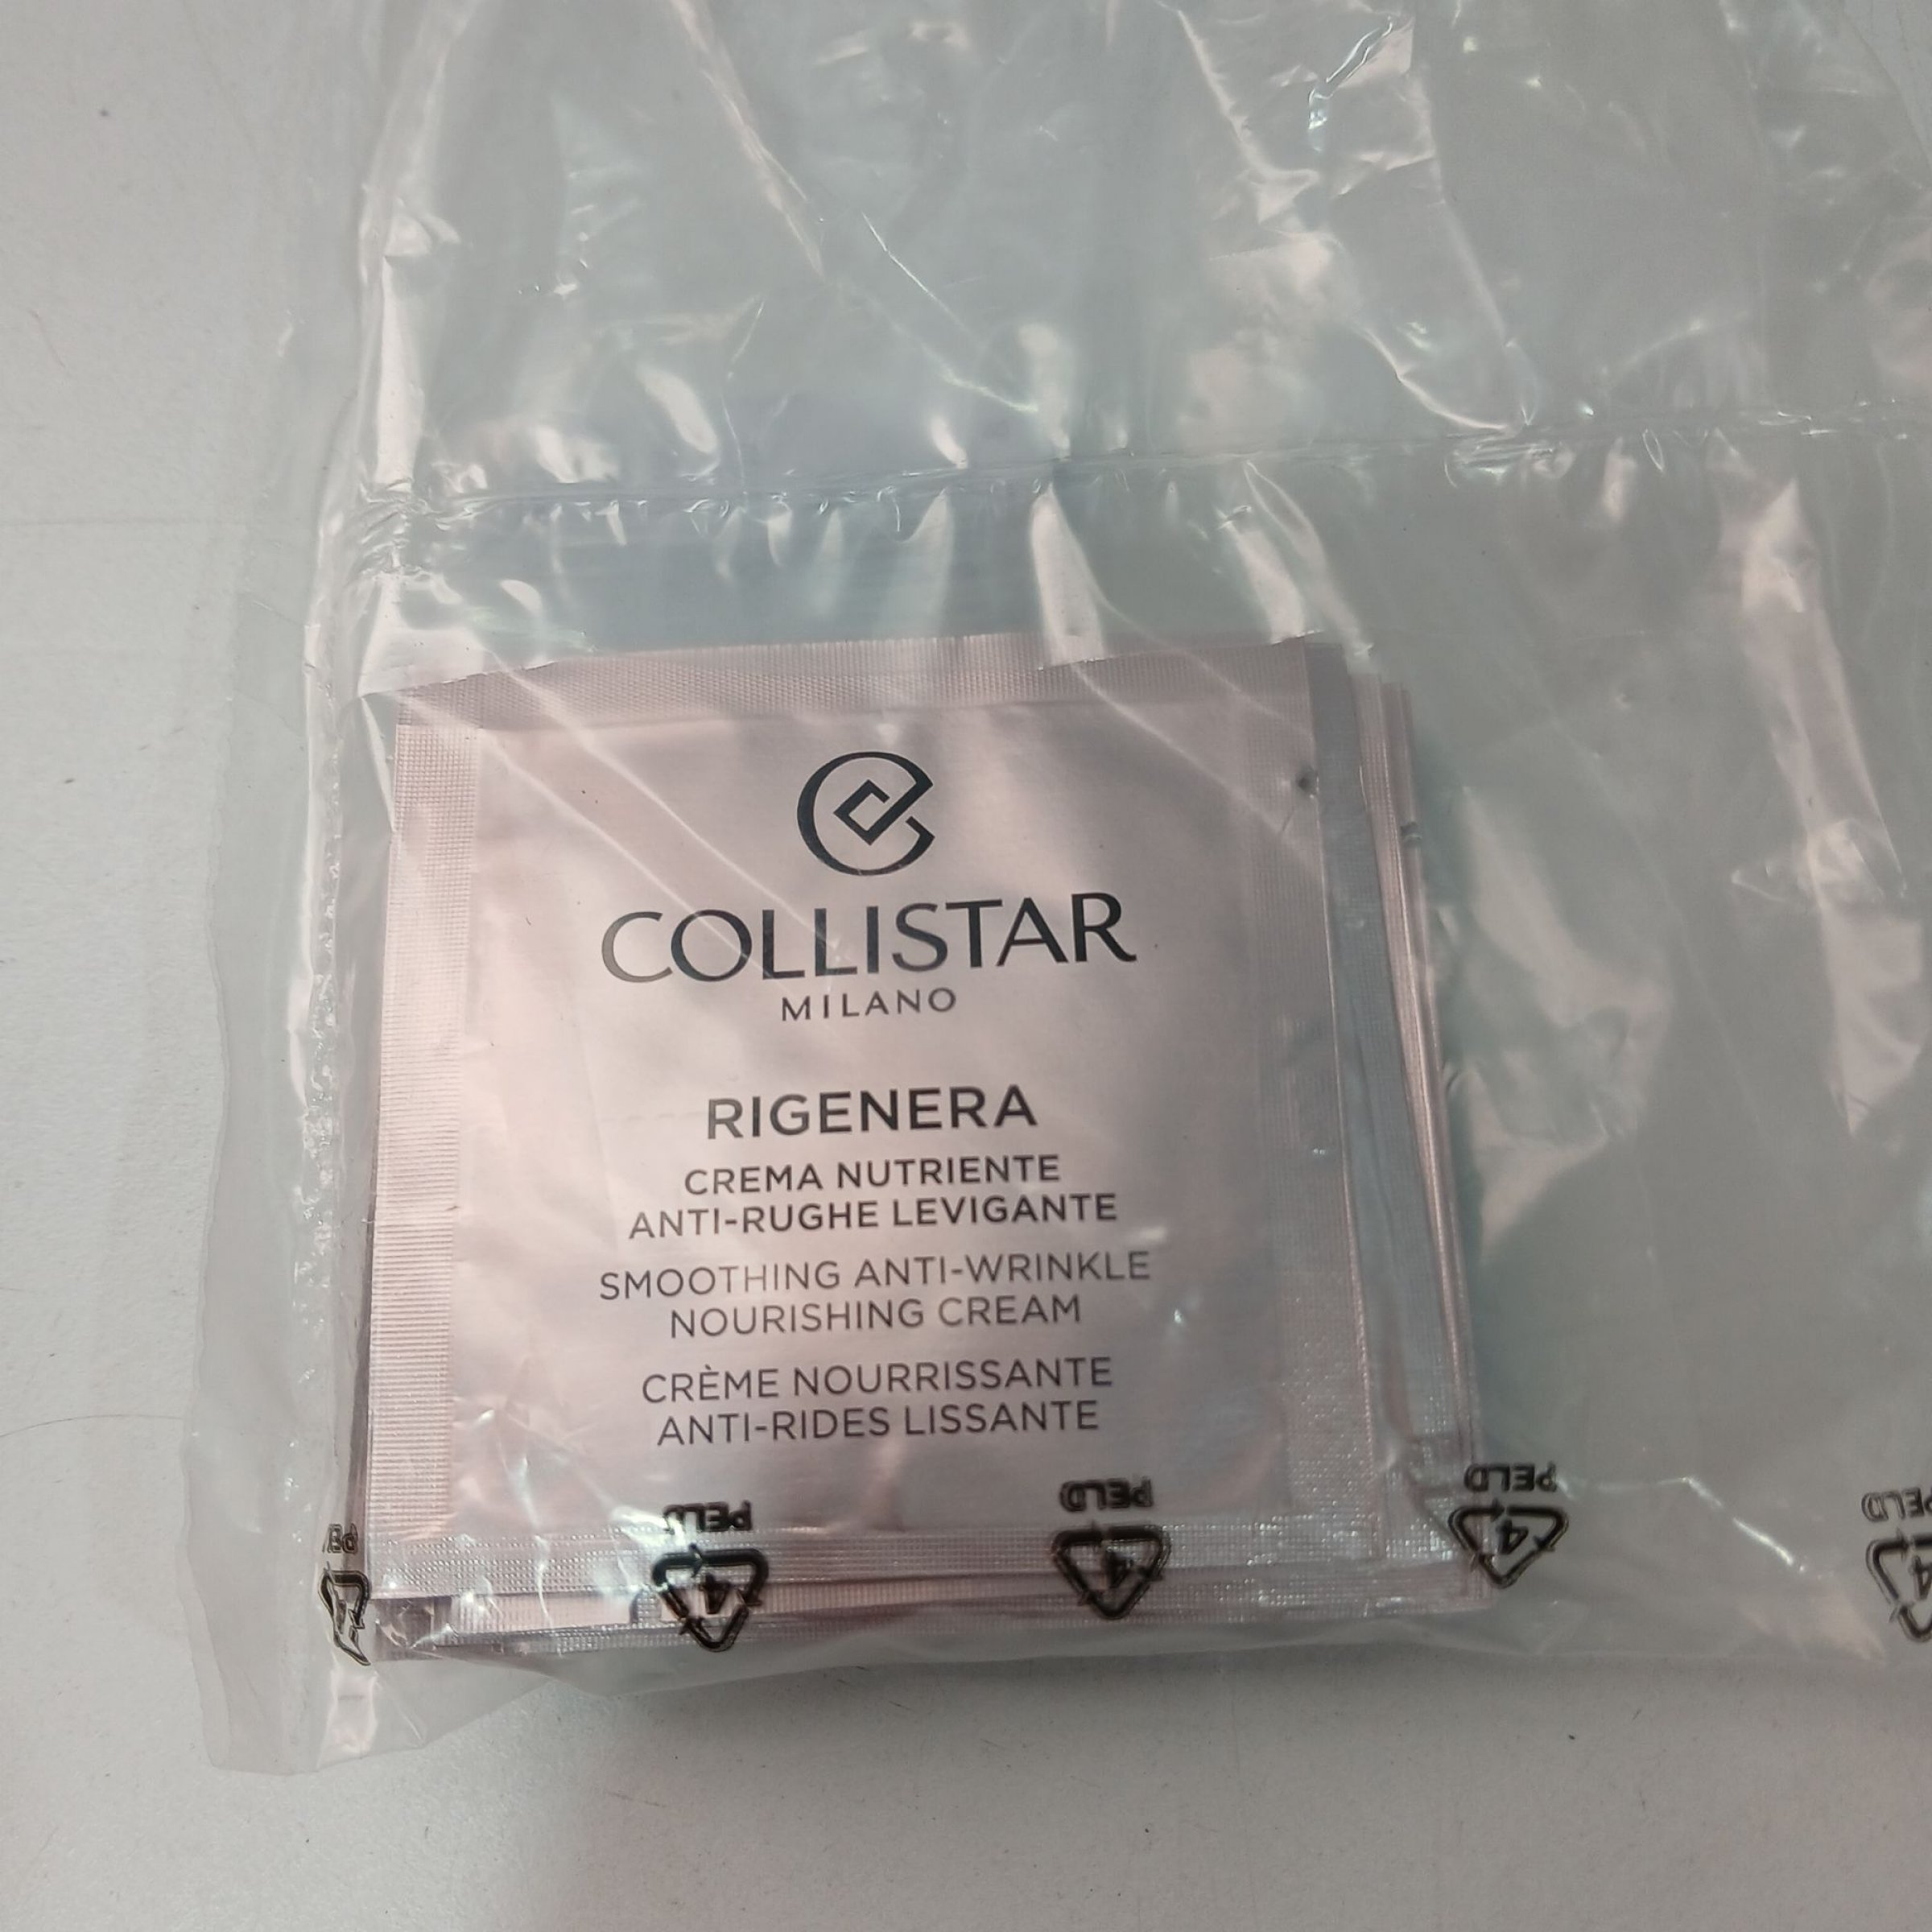 COLLISTAR
MILANO
RIGENERA
CREMA NUTRIENTE
ANTI-RUGHE LEVIGANTE
SMOOTHING ANTI-WRINKLE
NOURISHING CREAM
CRÈME NOURRISSANTE
ANTI-RIDES LISSANTE
PELD PELD PELD PELD
4 4 4 4